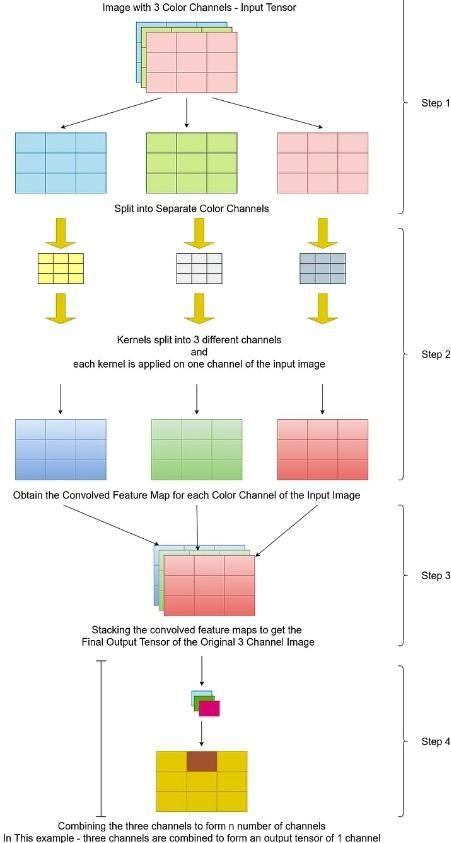 Image with 3 Color Channels - Input Tensor
Step 1
Split into Separate Color Channels
Kernels split into 3 different channels
and
each kernel is applied on one channel of the input image
Step 2
Obtain the Convolved Feature Map for each Color Channel of the Input Image
Step 3
Stacking the convolved feature maps to get the
Final Output Tensor of the Original 3 Channel Image
Step 4
Combining the three channels to form n number of channels
In This example - three channels are combined to form an output tensor of 1 channel